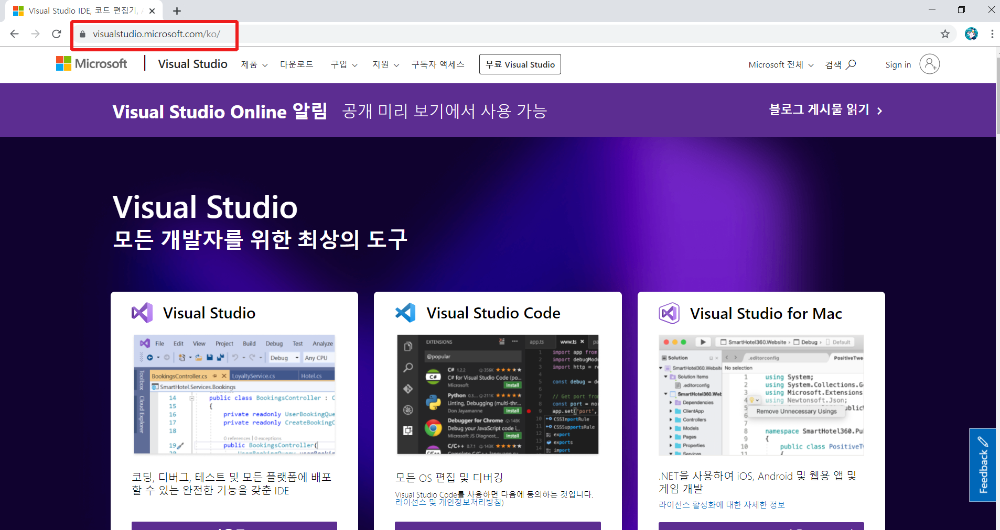 Visual Studio IDE, 코드 편집기,
visualstudio.microsoft.com/ko/
Microsoft
Visual Studio
제품
다운로드
구입
지원
구독자 액세스
무료 Visual Studio
Microsoft 전체
검색
Sign in
Visual Studio Online 알림 공개 미리 보기에서 사용 가능
블로그 게시물 읽기
Visual Studio
모든 개발자를 위한 최상의 도구
Visual Studio
File Edit View Project Build Debug Test Analyze
Debug Any CPU
Toolbox
Cloud Explorer
BookingsController.cs LoyaltyService.cs Hotel.cs
SmartHotel.Services.Bookings
14 public class BookingsController : C
15 {
16 private readonly UserBookingQue
17 private readonly CreateBookingC
18
0 references | 0 exceptions
19 public BookingsController(
20 UserBookingQuery userBookin
코딩, 디버그, 테스트 및 모든 플랫폼에 배포
할 수 있는 완전한 기능을 갖춘 IDE
Visual Studio Code
EXTENSIONS
@popular
C# 1.2.2 356K
C# for Visual Studio Code (po...
Microsoft Install
Python 0.3... 211K
Linting, Debugging (multi-thr...
Don Jayamanne Install
Debugger for Chrome 148K
Debug your JavaScript code i...
Microsoft JS Diagnost... Install
C/C++ 0.7.1 143K
Complete C/C++ language su...
app.ts www.ts pa
1 import app from
2 import debugModu
3 import http = re
4
5 const debug = de
6
7 // Get port from
8 const port = nor
9 app.set('port',
10 CSSImportRule
11 CSSSupportsRule
12 export
13 exports
14 import
모든 OS 편집 및 디버깅
Visual Studio Code를 사용하면 다음에 동의하는 것입니다.
라이선스 및 개인정보처리방침)
Visual Studio for Mac
SmartHotel360.Website › Debug › Default
Solution
SmartHotel360.Website
Solution Items
.editorconfig
SmartHotel360.Web
Dependencies
ClientApp
Controllers
Models
Pages
Properties
Services
.editorconfig PositiveTwe
No selection
1 using System;
2 using System.Collections.Ge
3 using Microsoft.Extensions
4 using Newtonsoft.Json;
5
Remove Unnecessary Usings
6
7
8 namespace SmartHotel360.Pul
9 {
10 public class PositiveTw
11 {
.NET을 사용하여 iOS, Android 및 웹용 앱 및
게임 개발
라이선스 활성화에 대한 자세한 정보
Feedback